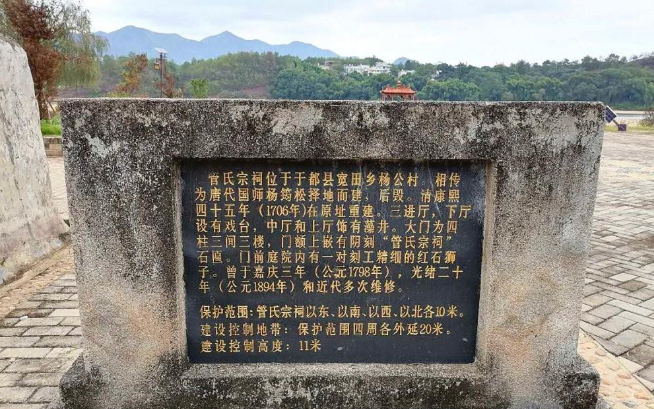 管氏宗祠位于于都县宽田乡杨公村 相传
为唐代国师杨筠松择地而建，后毁。清康熙
四十五年（1706年）在原址重建。三进厅，下厅
设有戏台，中厅和上厅饰有藻井。大门为四
柱三间三楼，门额上嵌有阴刻“管氏宗祠”
石匾。门前庭院内有一对刻工精细的红石狮
子。曾于嘉庆三年（公元1798年），光绪二十
年（公元1894年）和近代多次维修。
保护范围：管氏宗祠以东、以南、以西、以北各10米。
建设控制地带：保护范围四周各外延20米。
建设控制高度：11米